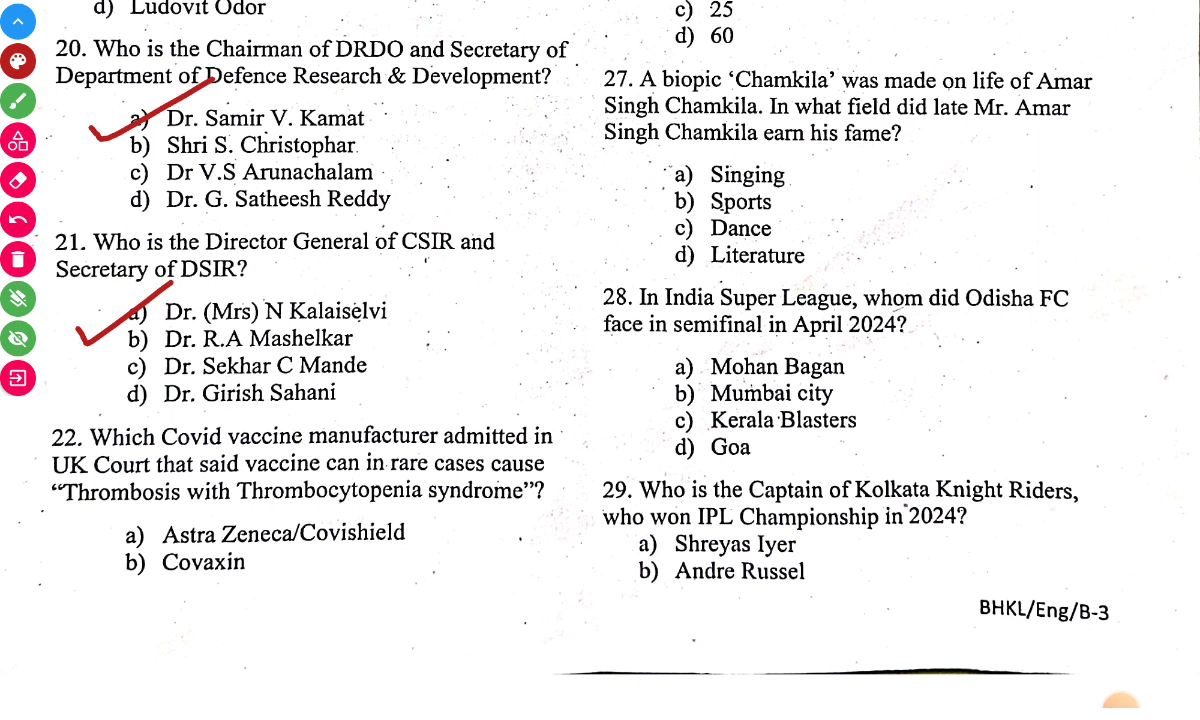 d) Ludovit Odor
20. Who is the Chairman of DRDO and Secretary of
Department of Defence Research & Development?
a) Dr. Samir V. Kamat
b) Shri S. Christophar
c) Dr V.S Arunachalam
d) Dr. G. Satheesh Reddy
21. Who is the Director General of CSIR and
Secretary of DSIR?
a) Dr. (Mrs) N Kalaiselvi
b) Dr. R.A Mashelkar
c) Dr. Sekhar C Mande
d) Dr. Girish Sahani
22. Which Covid vaccine manufacturer admitted in
UK Court that said vaccine can in rare cases cause
“Thrombosis with Thrombocytopenia syndrome”?
a) Astra Zeneca/Covishield
b) Covaxin
c) 25
d) 60
27. A biopic ‘Chamkila’ was made on life of Amar
Singh Chamkila. In what field did late Mr. Amar
Singh Chamkila earn his fame?
a) Singing
b) Sports
c) Dance
d) Literature
28. In India Super League, whom did Odisha FC
face in semifinal in April 2024?
a) Mohan Bagan
b) Mumbai city
c) Kerala Blasters
d) Goa
29. Who is the Captain of Kolkata Knight Riders,
who won IPL Championship in 2024?
a) Shreyas Iyer
b) Andre Russel
BHKL/Eng/B-3